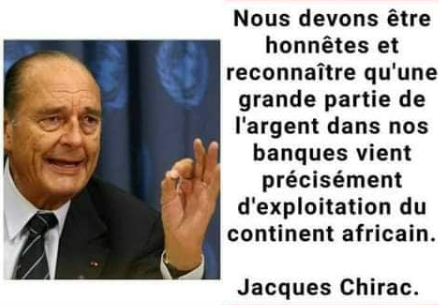 Nous devons être
honnêtes et
reconnaître qu'une
grande partie de
l'argent dans nos
banques vient
précisément
d'exploitation du
continent africain.
Jacques Chirac.